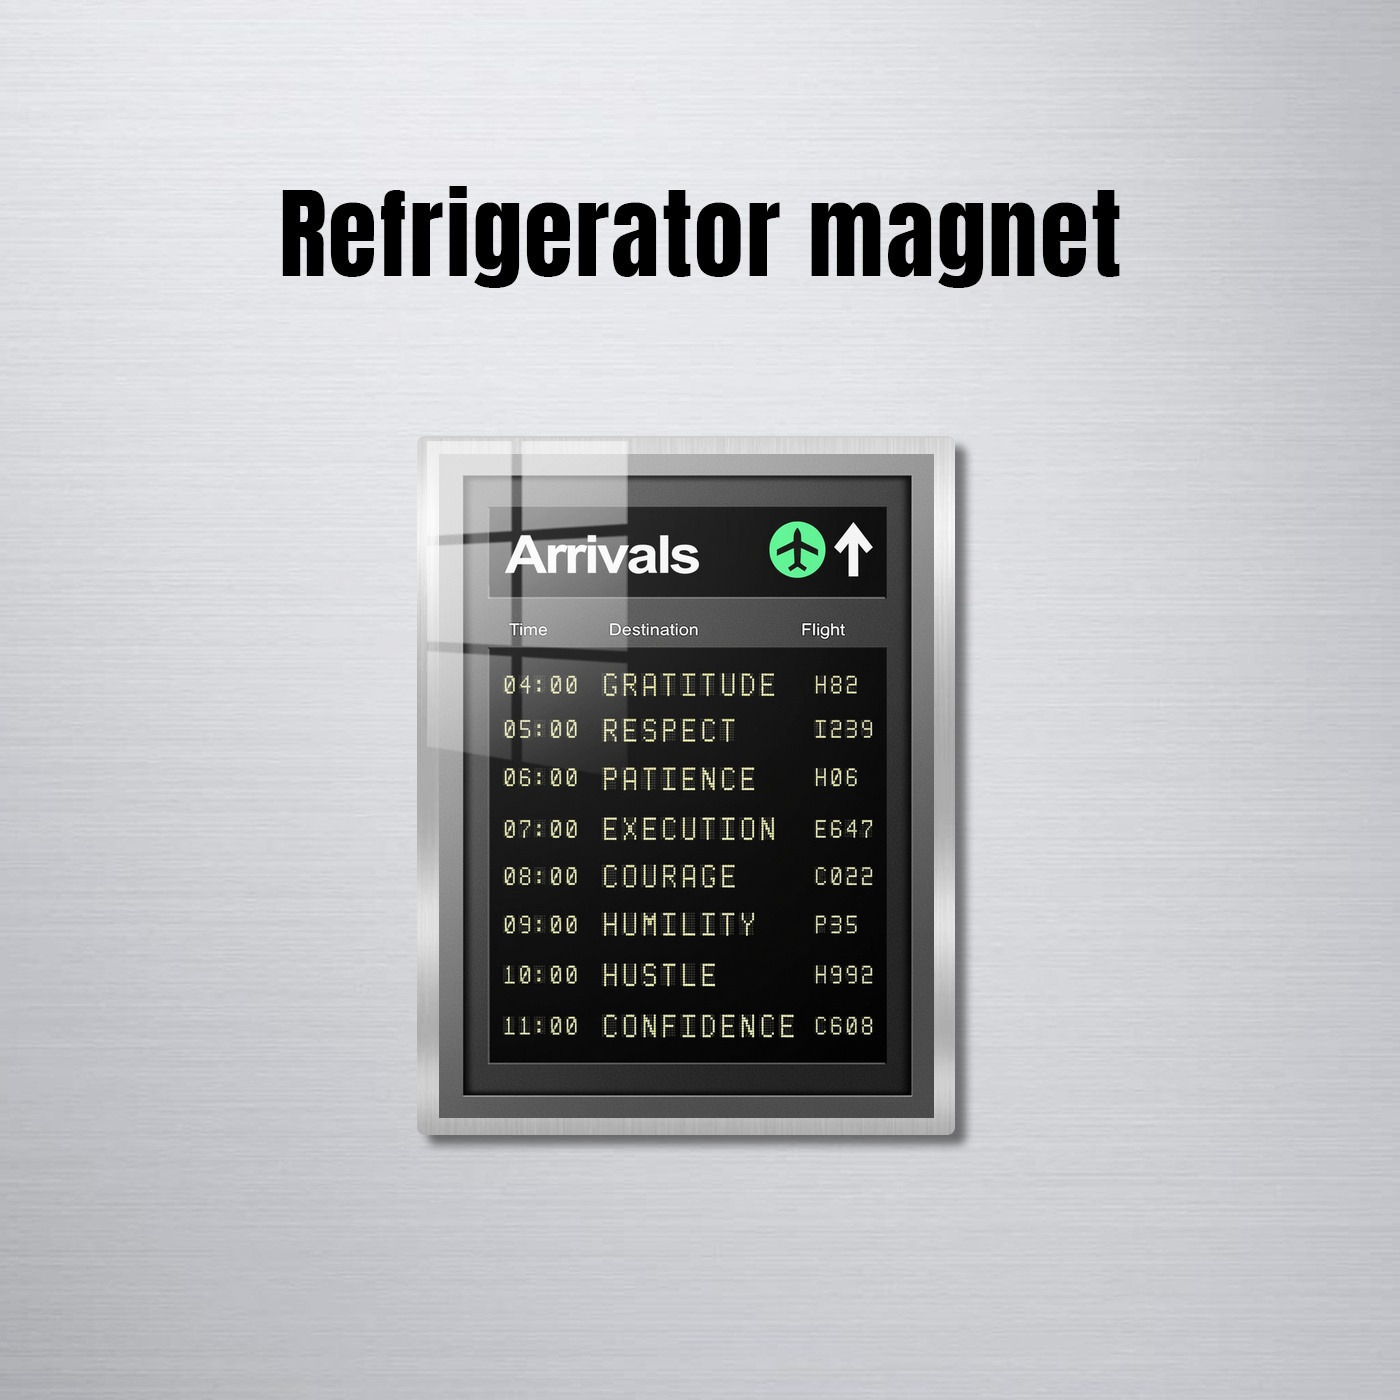 Refrigerator magnet
Arrivals
Time Destination Flight
04:00 GRATITUDE H82
05:00 RESPECT I239
06:00 PATIENCE H06
07:00 EXECUTION E647
08:00 COURAGE C022
09:00 HUMILITY P35
10:00 HUSTLE H992
11:00 CONFIDENCE C608